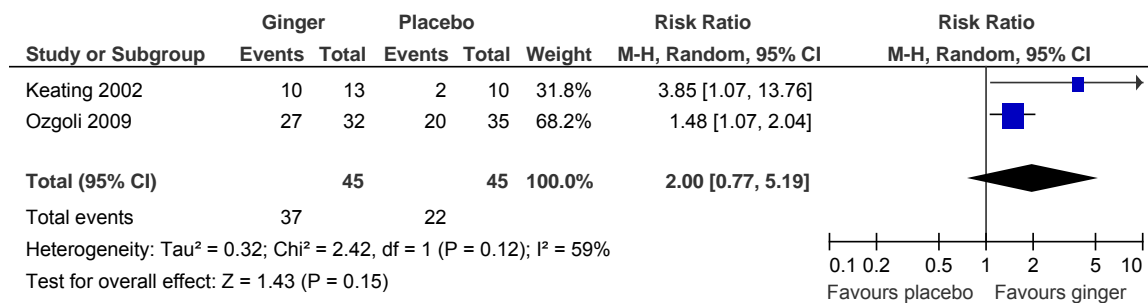 Ginger Placebo Risk Ratio Risk Ratio
Study or Subgroup Events Total Events Total Weight M-H, Random, 95% CI M-H, Random, 95% CI
Keating 2002 10 13 2 10 31.8% 3.85 [1.07, 13.76]
Ozgoli 2009 27 32 20 35 68.2% 1.48 [1.07, 2.04]
Total (95% CI) 45 45 100.0% 2.00 [0.77, 5.19]
Total events 37 22
Heterogeneity: Tau² = 0.32; Chi² = 2.42, df = 1 (P = 0.12); I² = 59%
Test for overall effect: Z = 1.43 (P = 0.15)
0.1 0.2 0.5 1 2 5 10
Favours placebo Favours ginger